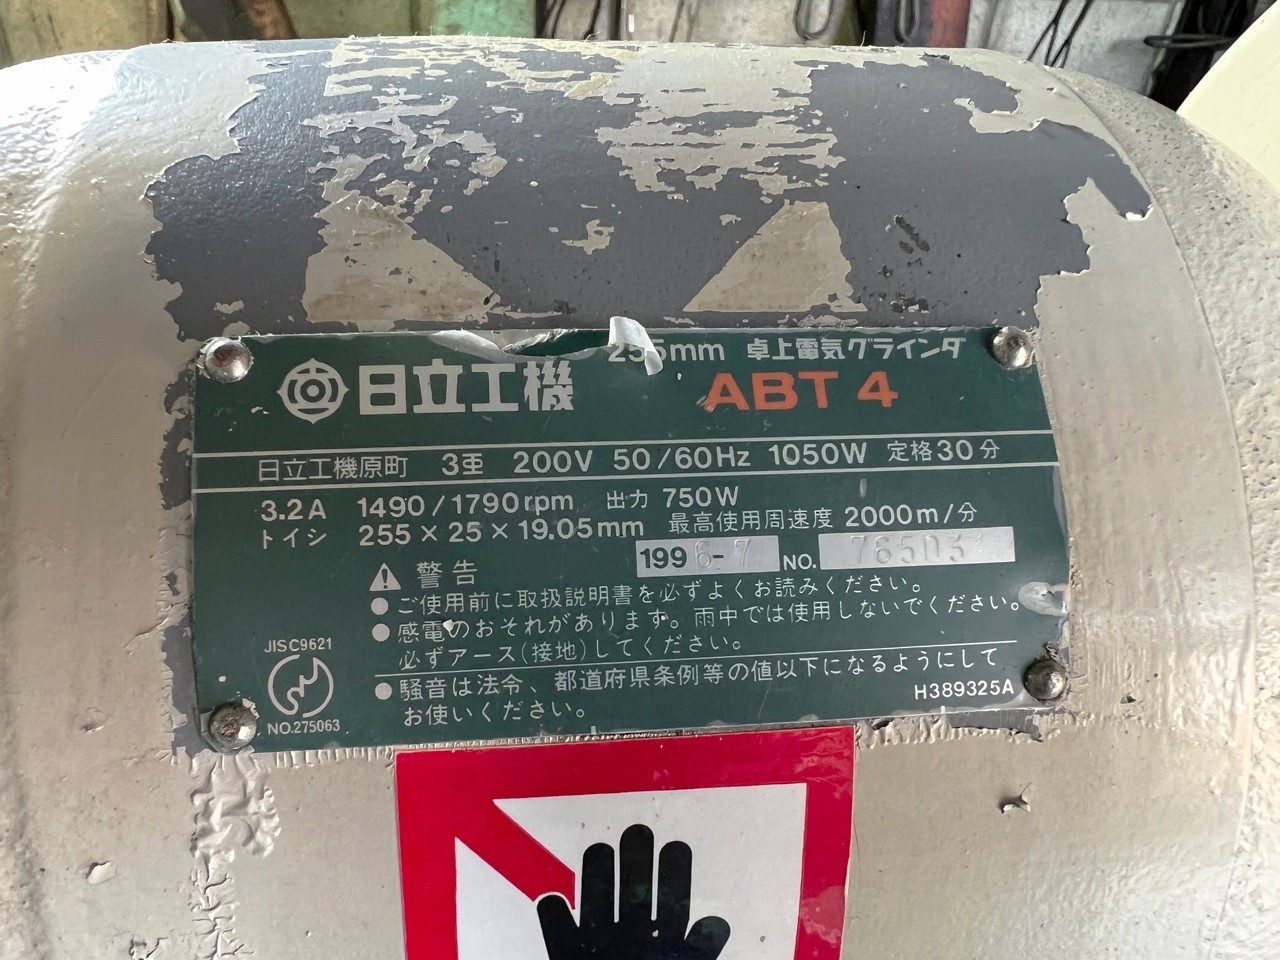 255mm 卓上電気グラインダ
日立工機 ABT 4
日立工機原町 3亜 200V 50/60Hz 1050W 定格30分
3.2A 1490/1790rpm 出力 750W
トイシ 255×25×19.05mm 最高使用周速度 2000m/分
1996-7 NO. 76503
警告
● ご使用前に取扱説明書を必ずよくお読みください。
● 感電のおそれがあります。雨中では使用しないでください。
必ずアース(接地)してください。
● 騒音は法令、都道府県条例等の値以下になるようにして
お使いください。
JISC9621
NO.275063
H389325A